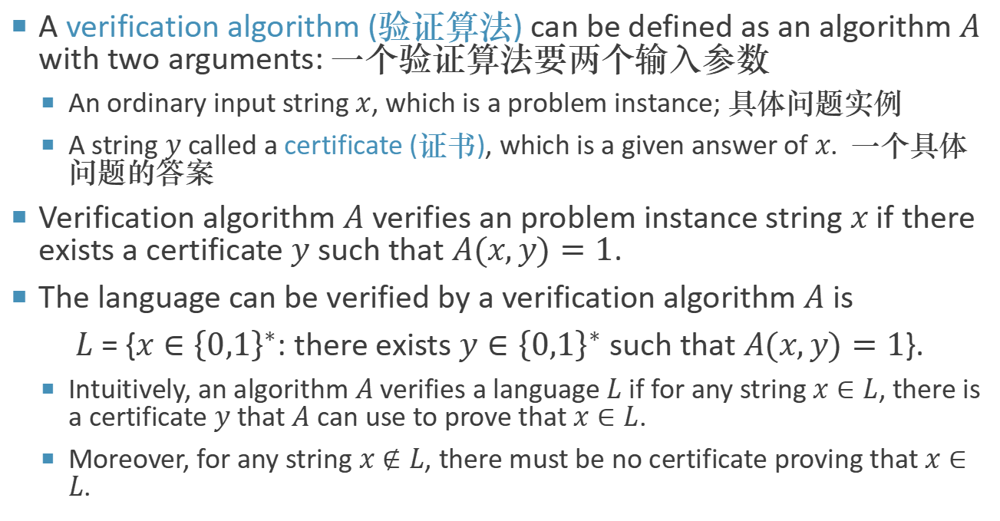 A verification algorithm (验证算法) can be defined as an algorithm A
with two arguments: 一个验证算法要两个输入参数
An ordinary input string x, which is a problem instance; 具体问题实例
A string y called a certificate (证书), which is a given answer of x. 一个具体
问题的答案
Verification algorithm A verifies an problem instance string x if there
exists a certificate y such that A(x, y) = 1.
The language can be verified by a verification algorithm A is
L = {x ∈ {0,1}*: there exists y ∈ {0,1}* such that A(x, y) = 1}.
Intuitively, an algorithm A verifies a language L if for any string x ∈ L, there is
a certificate y that A can use to prove that x ∈ L.
Moreover, for any string x ∉ L, there must be no certificate proving that x ∈
L.